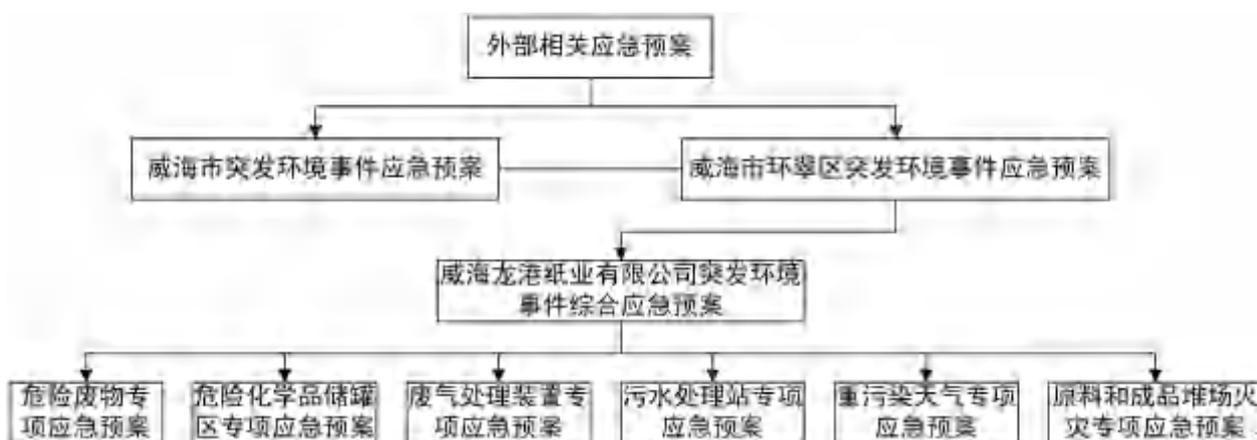 外部相关应急预案
威海市突发环境事件应急预案
威海市环翠区突发环境事件应急预案
威海龙港纸业有限公司突发环境
事件综合应急预案
危险废物专
项应急预案
危险化学品储罐
区专项应急预案
废气处理装置专
项应急预案
污水处理站专项
应急预案
重污染天气专项
应急预案
原料和成品堆场火
灾专项应急预案